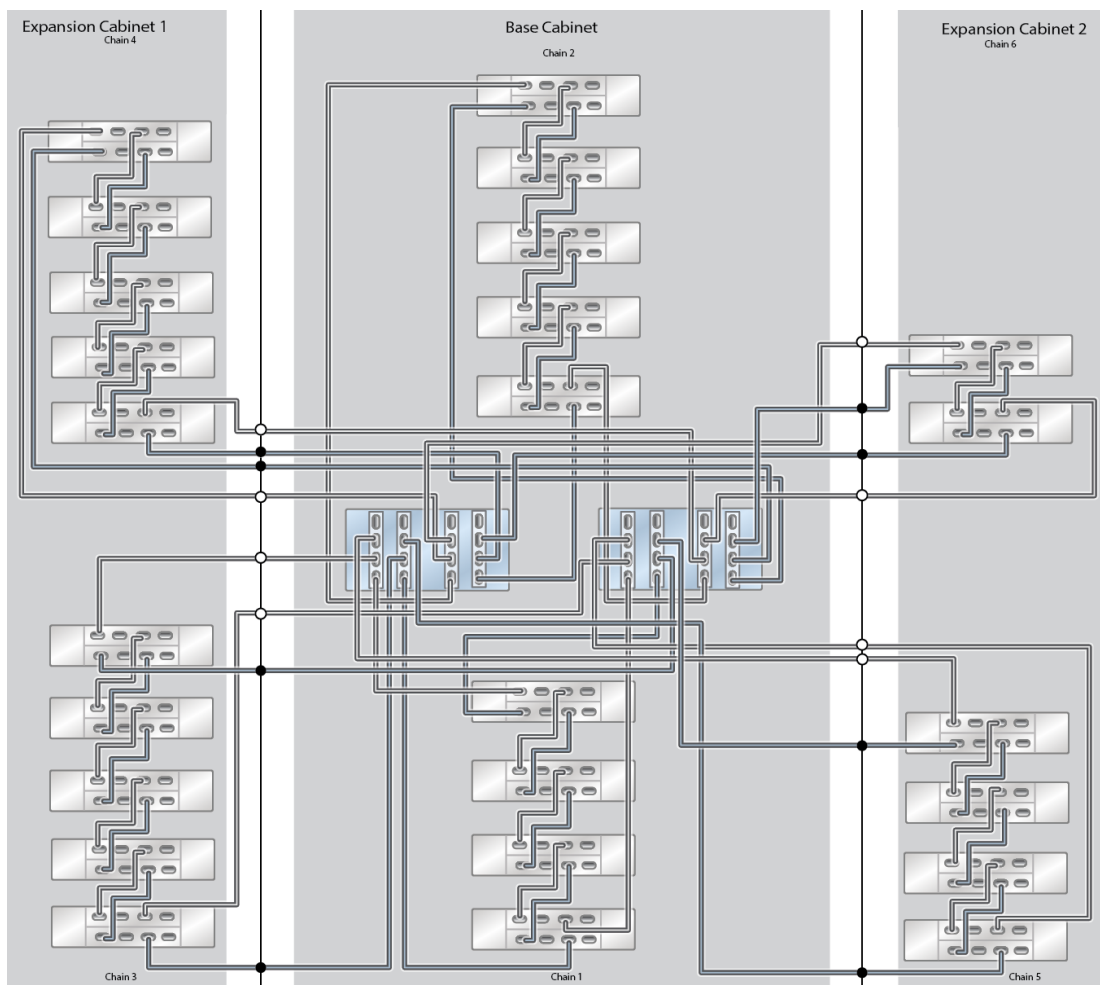 Expansion Cabinet 1
Chain 4
Base Cabinet
Chain 2
Expansion Cabinet 2
Chain 6
Chain 3
Chain 1
Chain 5